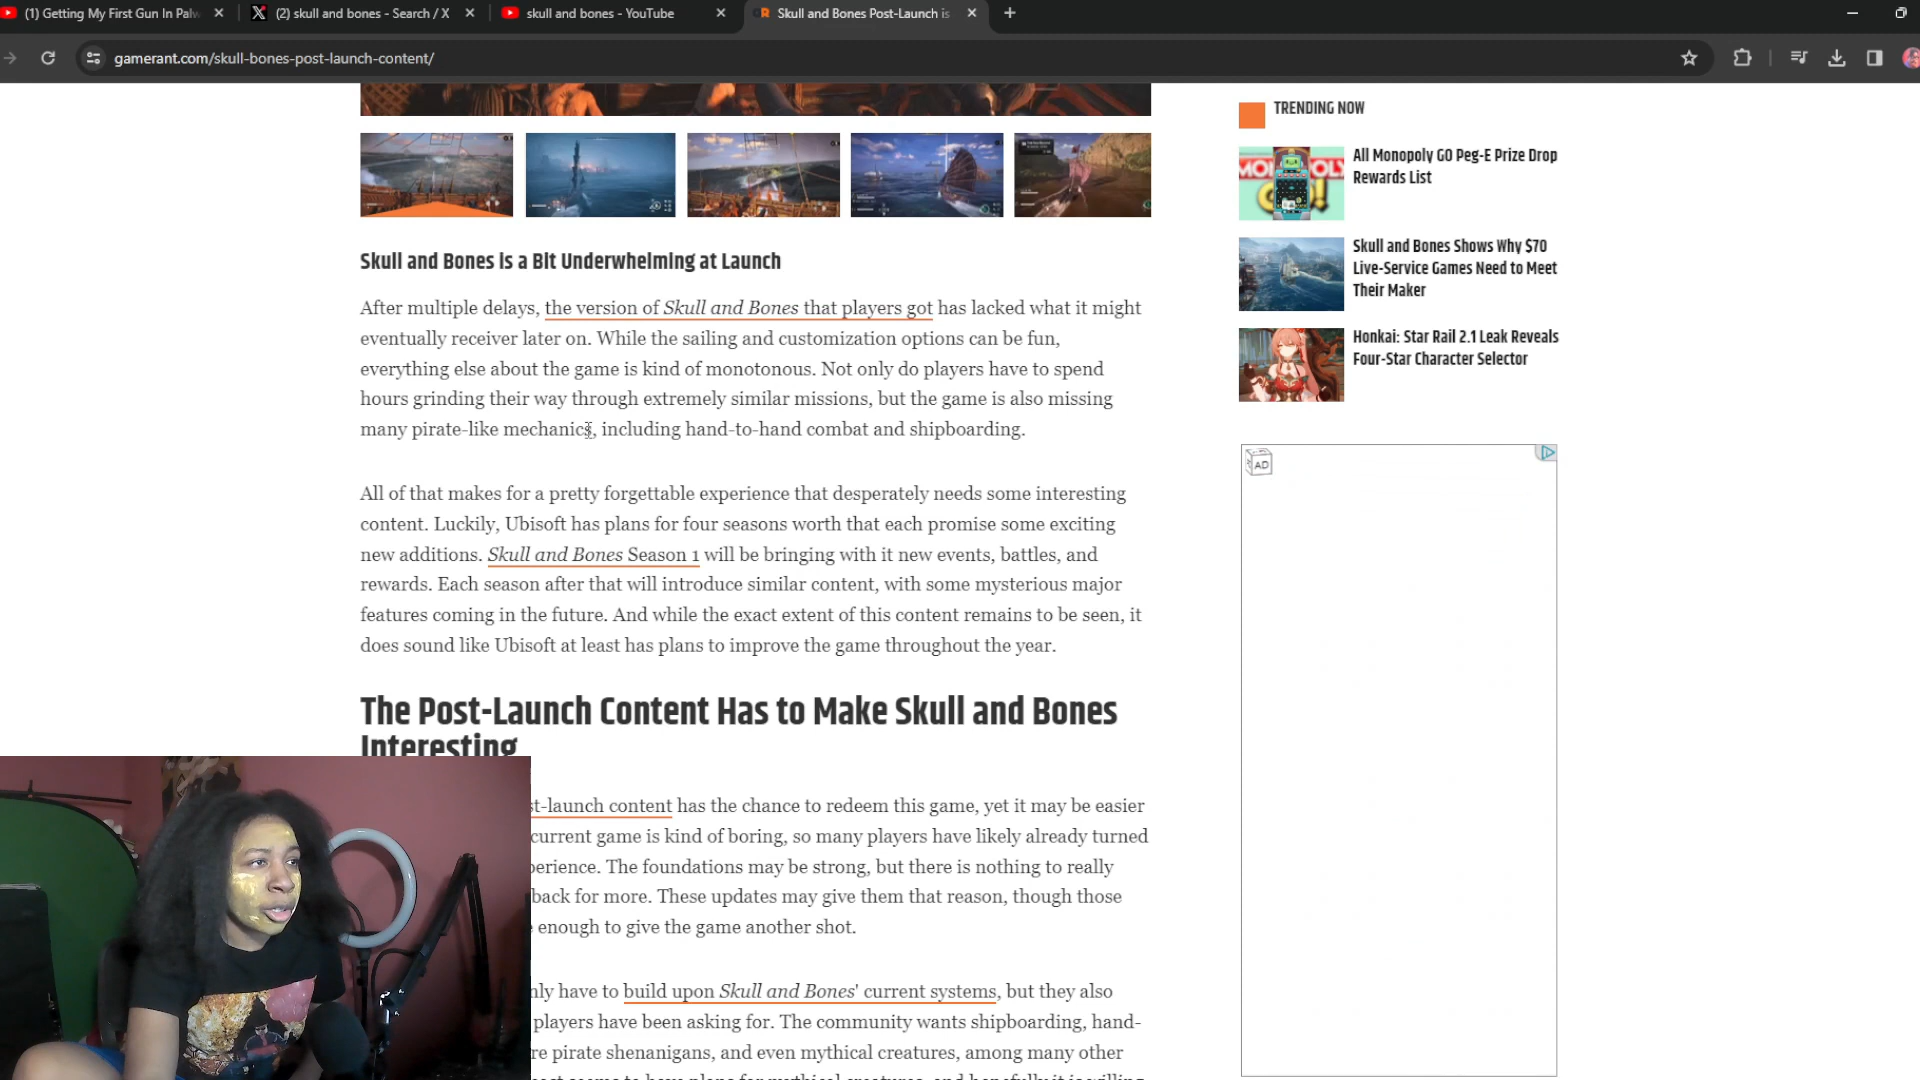 (1) Getting My First Gun In Palw
(2) skull and bones - Search / X
skull and bones - YouTube
Skull and Bones Post-Launch is
gamerant.com/skull-bones-post-launch-content/
TRENDING NOW
All Monopoly GO Peg-E Prize Drop
Rewards List
Skull and Bones Shows Why $70
Live-Service Games Need to Meet
Their Maker
Honkai: Star Rail 2.1 Leak Reveals
Four-Star Character Selector
AD
Skull and Bones is a Bit Underwhelming at Launch
After multiple delays, the version of Skull and Bones that players got has lacked what it might
eventually receiver later on. While the sailing and customization options can be fun,
everything else about the game is kind of monotonous. Not only do players have to spend
hours grinding their way through extremely similar missions, but the game is also missing
many pirate-like mechanics, including hand-to-hand combat and shipboarding.
All of that makes for a pretty forgettable experience that desperately needs some interesting
content. Luckily, Ubisoft has plans for four seasons worth that each promise some exciting
new additions. Skull and Bones Season 1 will be bringing with it new events, battles, and
rewards. Each season after that will introduce similar content, with some mysterious major
features coming in the future. And while the exact extent of this content remains to be seen, it
does sound like Ubisoft at least has plans to improve the game throughout the year.
The Post-Launch Content Has to Make Skull and Bones
Interesting
st-launch content has the chance to redeem this game, yet it may be easier
current game is kind of boring, so many players have likely already turned
perience. The foundations may be strong, but there is nothing to really
back for more. These updates may give them that reason, though those
enough to give the game another shot.
nly have to build upon Skull and Bones' current systems, but they also
players have been asking for. The community wants shipboarding, hand-
re pirate shenanigans, and even mythical creatures, among many other